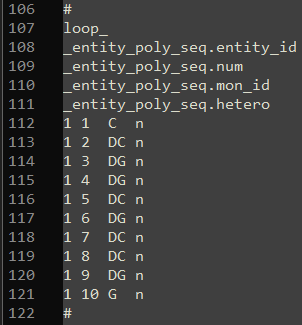 106 #
107 loop_
108 _entity_poly_seq.entity_id
109 _entity_poly_seq.num
110 _entity_poly_seq.mon_id
111 _entity_poly_seq.hetero
112 1 1  C  n
113 1 2  DC n
114 1 3  DG n
115 1 4  DG n
116 1 5  DC n
117 1 6  DG n
118 1 7  DC n
119 1 8  DC n
120 1 9  DG n
121 1 10 G  n
122 #